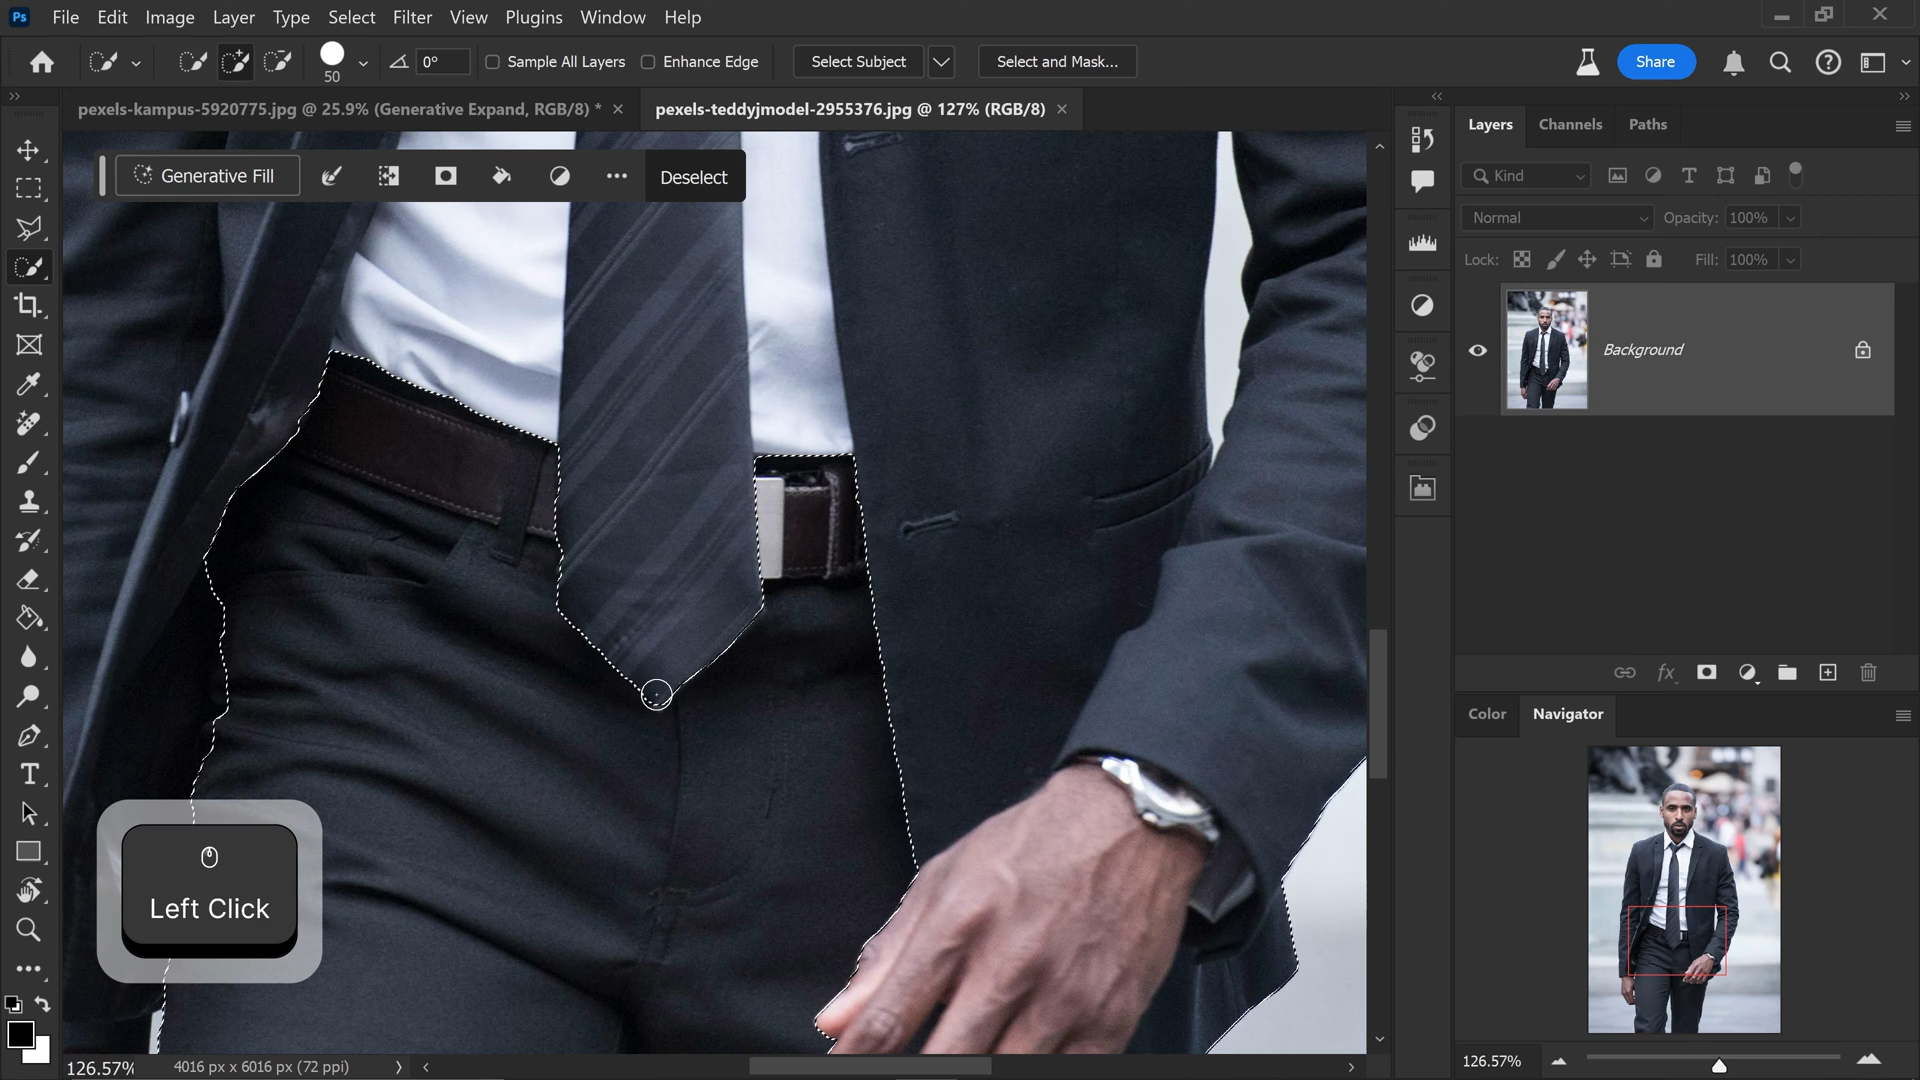 Ps File Edit Image Layer Select Type Filter View Plugins Window Help
50 0° Sample All Layers Enhance Edge Select Subject Select and Mask... Share
pexels-kampus-5920775.jpg @ 25.9% (Generative Expand, RGB/8) * × pexels-teddyjmodel-2955376.jpg @ 127% (RGB/8) ×
Generative Fill Deselect
Layers Channels Paths
Kind
Normal Opacity: 100%
Lock: Fill: 100%
Background
fx
Color Navigator
Left Click
126.57% 4016 px x 6016 px (72 ppi)
126.57%